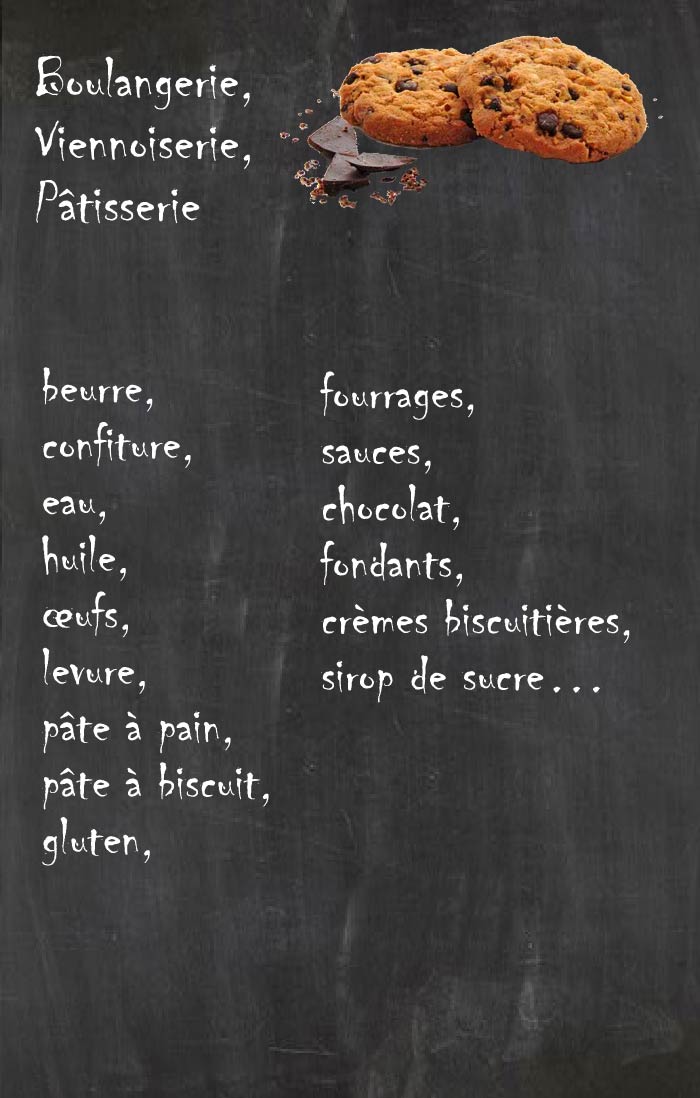 Boulangerie,
Viennoiserie,
Pâtisserie
beurre,
confiture,
eau,
huile,
œufs,
levure,
pâte à pain,
pâte à biscuit,
gluten,
fourrages,
sauces,
chocolat,
fondants,
crèmes biscuitières,
sirop de sucre...